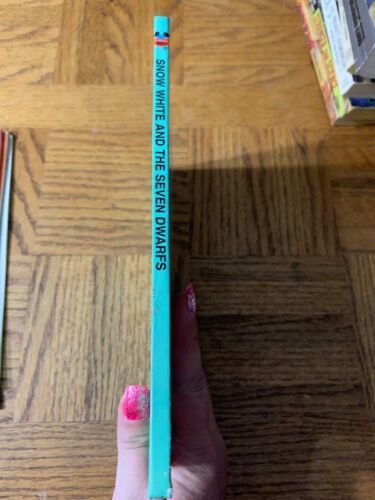 SNOW WHITE AND THE SEVEN DWARFS